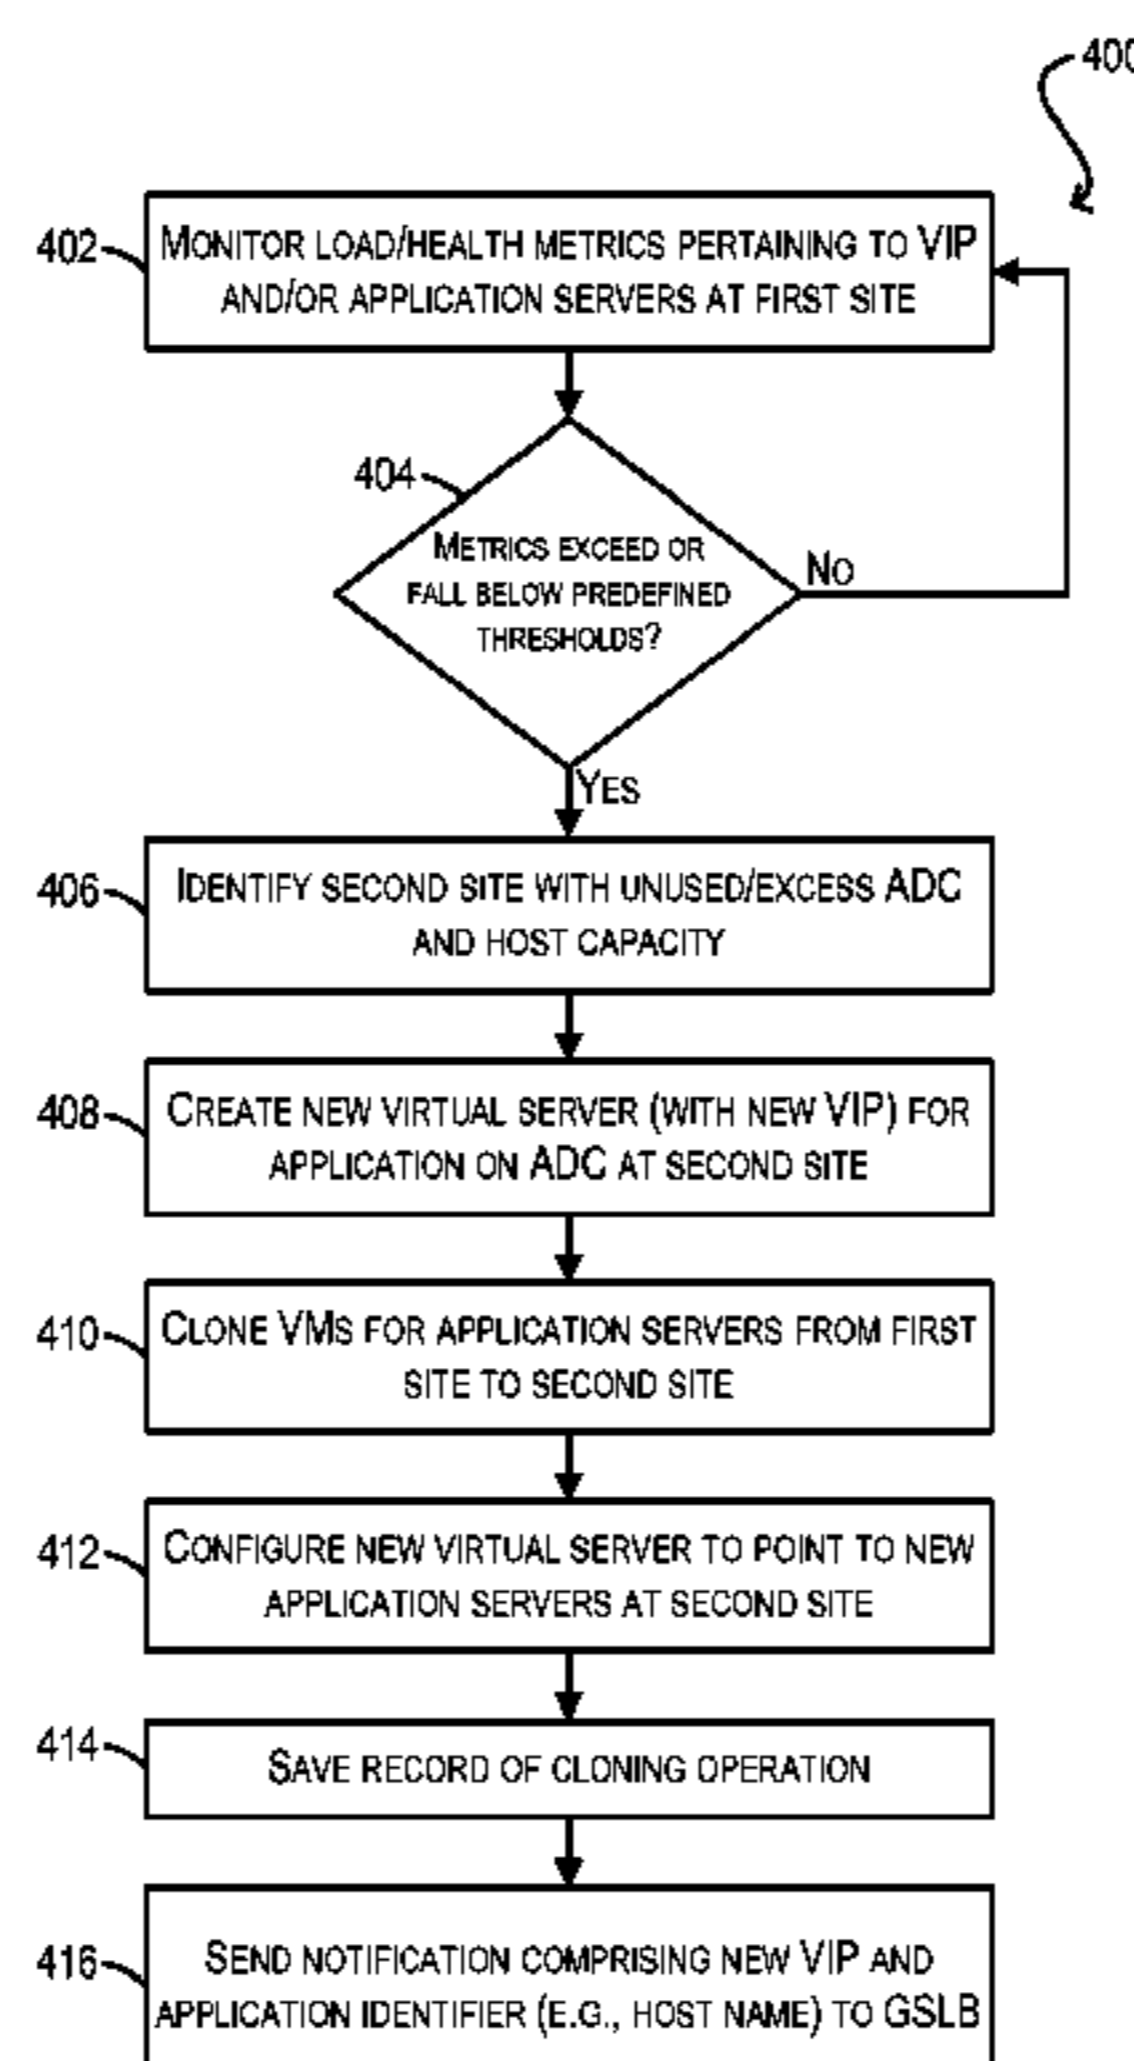 400
402
MONITOR LOAD/HEALTH METRICS PERTAINING TO VIP
AND/OR APPLICATION SERVERS AT FIRST SITE
404
METRICS EXCEED OR
FALL BELOW PREDEFINED
THRESHOLDS?
NO
YES
406
IDENTIFY SECOND SITE WITH UNUSED/EXCESS ADC
AND HOST CAPACITY
408
CREATE NEW VIRTUAL SERVER (WITH NEW VIP) FOR
APPLICATION ON ADC AT SECOND SITE
410
CLONE VMS FOR APPLICATION SERVERS FROM FIRST
SITE TO SECOND SITE
412
CONFIGURE NEW VIRTUAL SERVER TO POINT TO NEW
APPLICATION SERVERS AT SECOND SITE
414
SAVE RECORD OF CLONING OPERATION
416
SEND NOTIFICATION COMPRISING NEW VIP AND
APPLICATION IDENTIFIER (E.G., HOST NAME) TO GSLB